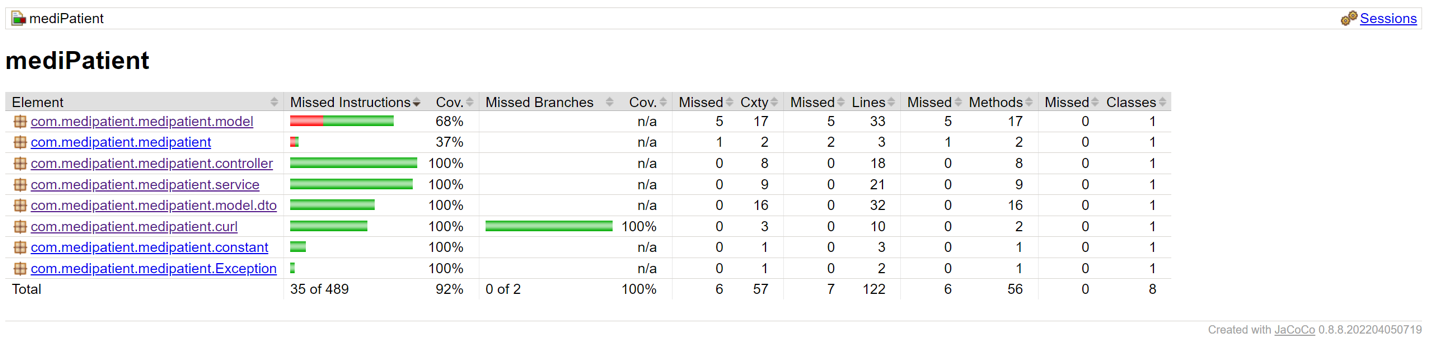 mediPatient Sessions
mediPatient
Element Missed Instructions Cov. Missed Branches Cov. Missed Cxty Missed Lines Missed Methods Missed Classes
com.medipatient.medipatient.model 68% n/a 5 17 5 33 5 17 0 1
com.medipatient.medipatient 37% n/a 1 2 2 3 1 2 0 1
com.medipatient.medipatient.controller 100% n/a 0 8 0 18 0 8 0 1
com.medipatient.medipatient.service 100% n/a 0 9 0 21 0 9 0 1
com.medipatient.medipatient.model.dto 100% n/a 0 16 0 32 0 16 0 1
com.medipatient.medipatient.curl 100% 100% 0 3 0 10 0 2 0 1
com.medipatient.medipatient.constant 100% n/a 0 1 0 3 0 1 0 1
com.medipatient.medipatient.Exception 100% n/a 0 1 0 2 0 1 0 1
Total 35 of 489 92% 0 of 2 100% 6 57 7 122 6 56 0 8
Created with JaCoCo 0.8.8.202204050719